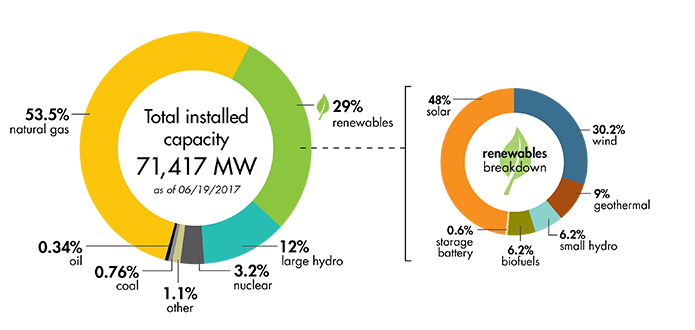 Total installed
capacity
71,417 MW
as of 06/19/2017
53.5%
natural gas
29%
renewables
12%
large hydro
3.2%
nuclear
1.1%
other
0.76%
coal
0.34%
oil
renewables
breakdown
48%
solar
30.2%
wind
9%
geothermal
6.2%
small hydro
6.2%
biofuels
0.6%
storage
battery